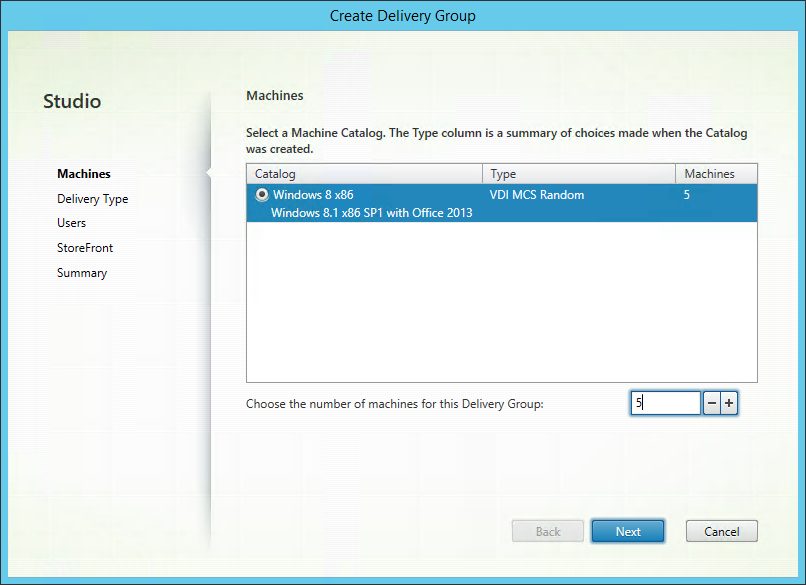 Create Delivery Group
Studio
Machines
Delivery Type
Users
StoreFront
Summary
Machines
Select a Machine Catalog. The Type column is a summary of choices made when the Catalog
was created.
Catalog Type Machines
Windows 8 x86 VDI MCS Random 5
Windows 8.1 x86 SP1 with Office 2013
Choose the number of machines for this Delivery Group: 5 − +
Back Next Cancel